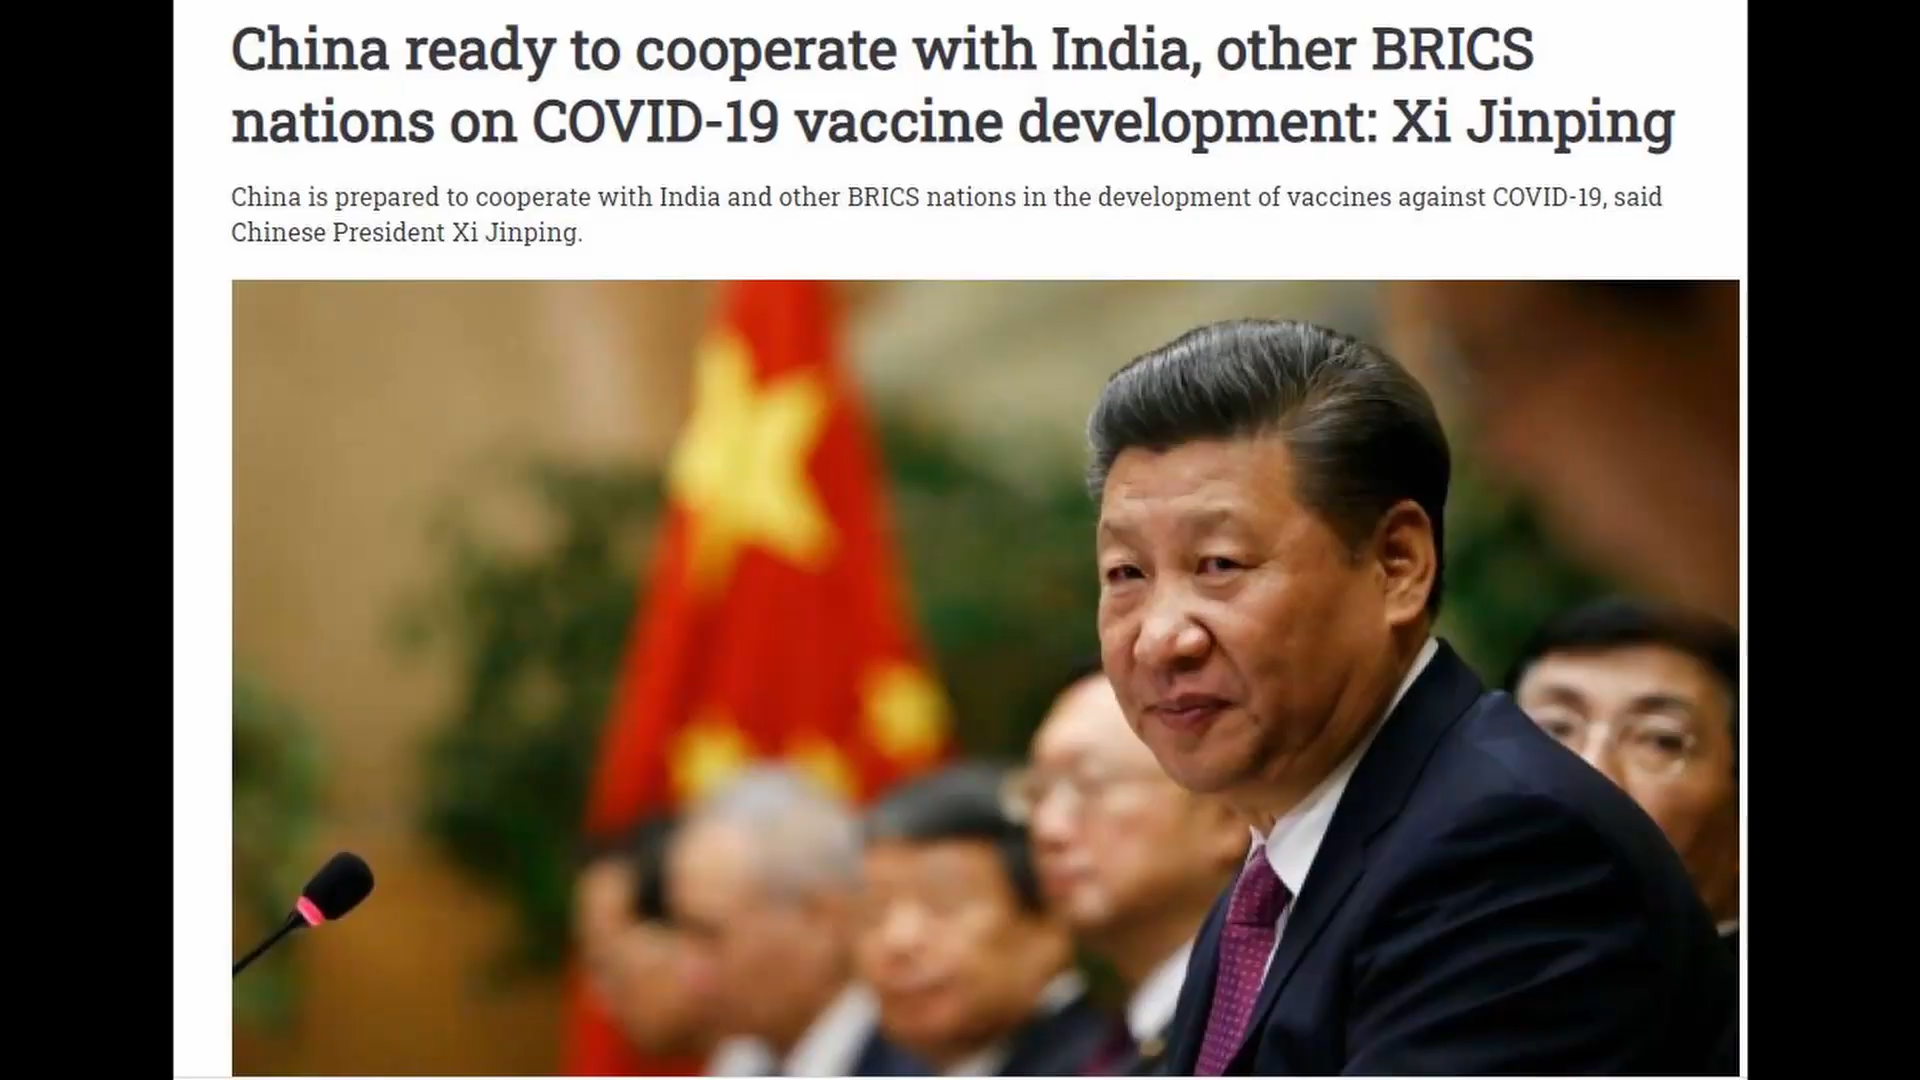 China ready to cooperate with India, other BRICS
nations on COVID-19 vaccine development: Xi Jinping
China is prepared to cooperate with India and other BRICS nations in the development of vaccines against COVID-19, said
Chinese President Xi Jinping.